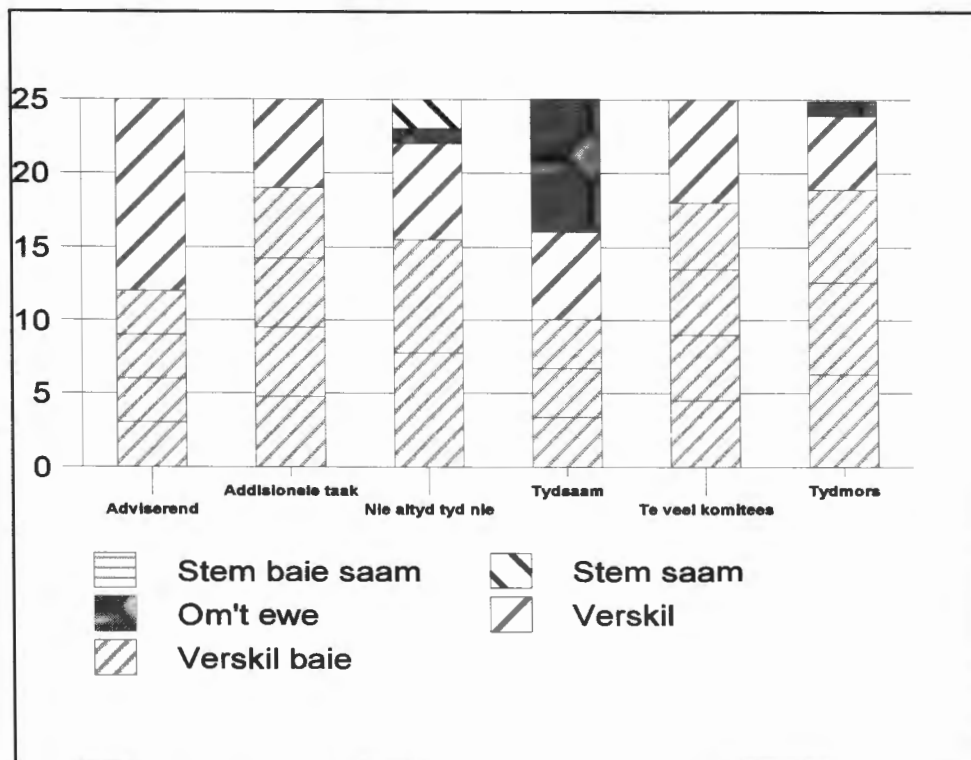 25
20
15
10
5
0
Adviserend
Addisionele taak
Nie altyd tyd nie
Tydsaam
Te veel komitees
Tydmors
Stem baie saam
Stem saam
Om't ewe
Verskil
Verskil baie